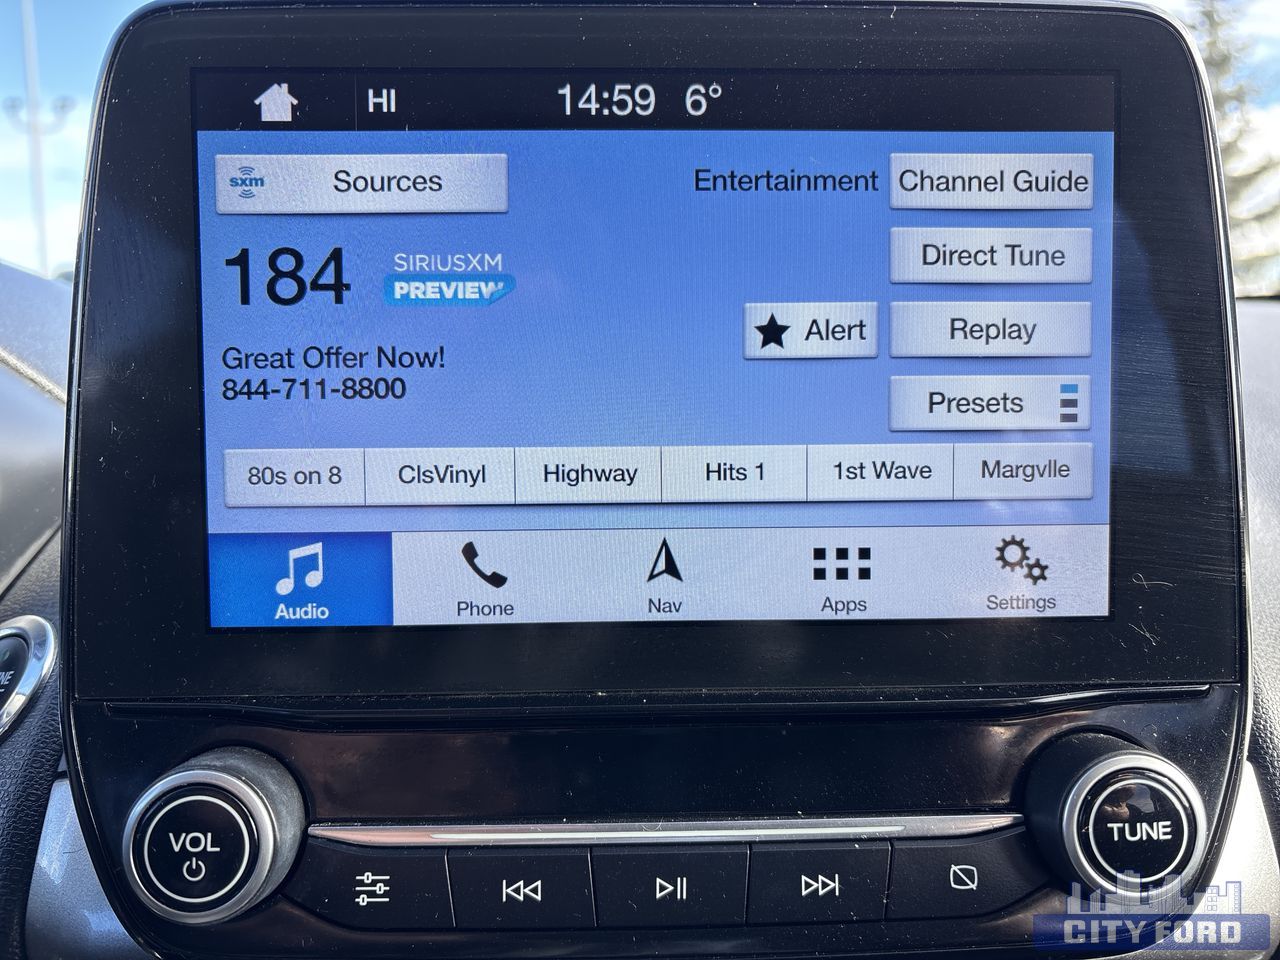 HI 14:59 6°
sxm Sources Entertainment Channel Guide
184 SIRIUSXM
PREVIEW
Direct Tune
Alert Replay
Great Offer Now!
844-711-8800
Presets
80s on 8 ClsVinyl Highway Hits 1 1st Wave Margvlle
Audio Phone Nav Apps Settings
VOL TUNE
CITY FORD